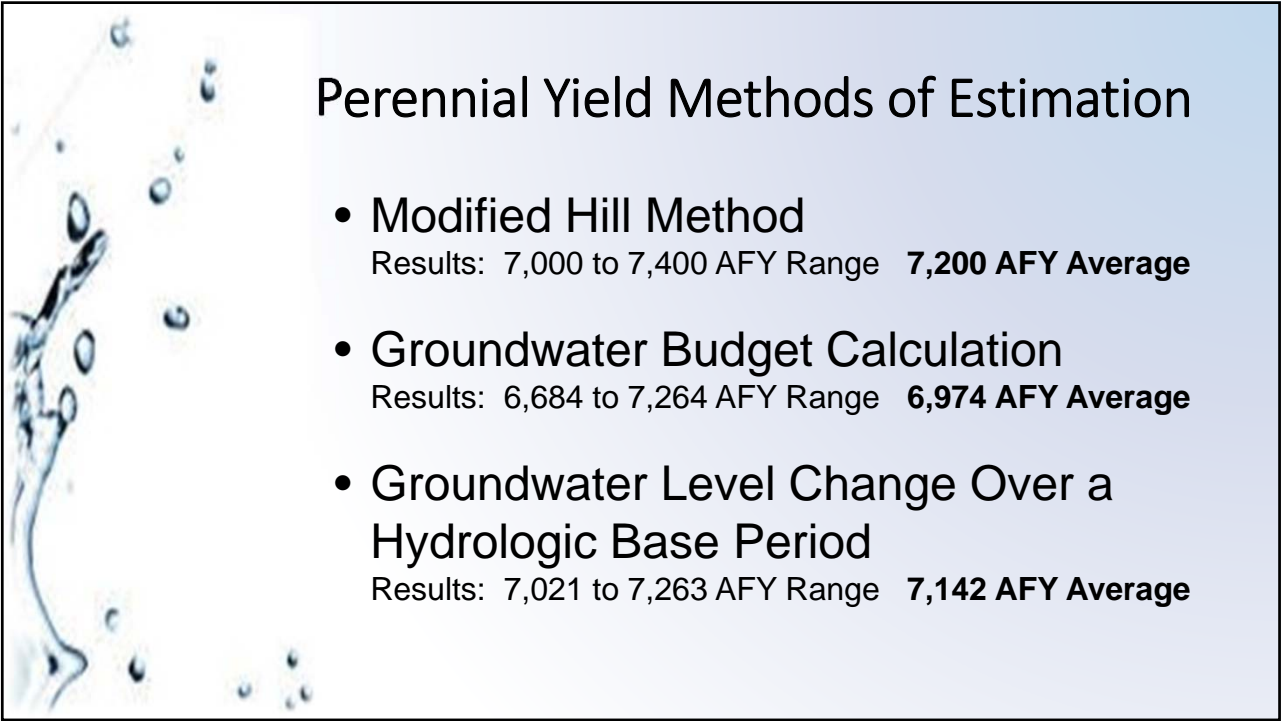 Perennial Yield Methods of Estimation
• Modified Hill Method
Results: 7,000 to 7,400 AFY Range 7,200 AFY Average
• Groundwater Budget Calculation
Results: 6,684 to 7,264 AFY Range 6,974 AFY Average
• Groundwater Level Change Over a
Hydrologic Base Period
Results: 7,021 to 7,263 AFY Range 7,142 AFY Average